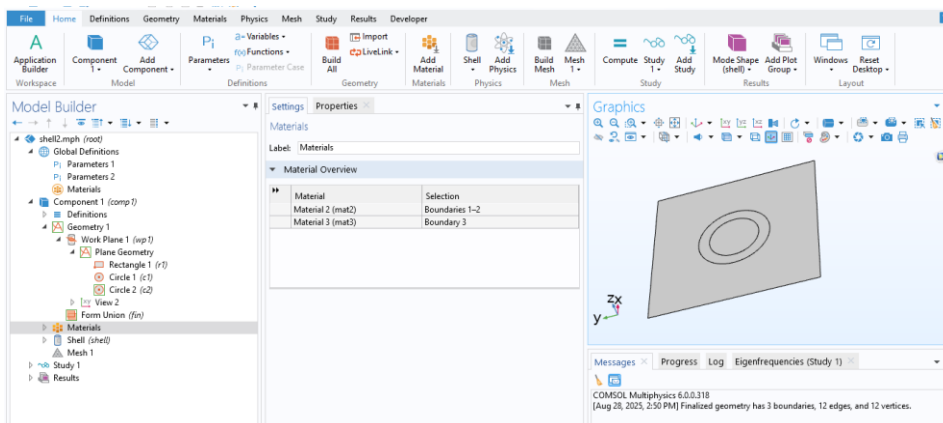 File Home Definitions Geometry Materials Physics Mesh Study Results Developer
Application Builder
Component 1
Add Component
Parameters
a= Variables
f(x) Functions
Pi Parameter Case
Build All
Import
LiveLink
Add Material
Shell
Add Physics
Build Mesh
Mesh 1
Compute
Study 1
Add Study
Mode Shape (shell)
Add Plot Group
Windows
Reset Desktop
Workspace Model Definitions Geometry Materials Physics Mesh Study Results Layout
Model Builder
shell2.mph (root)
Global Definitions
Pi Parameters 1
Pi Parameters 2
Materials
Component 1 (comp1)
Definitions
Geometry 1
Work Plane 1 (wp1)
Plane Geometry
Rectangle 1 (r1)
Circle 1 (c1)
Circle 2 (c2)
View 2
Form Union (fin)
Materials
Shell (shell)
Mesh 1
Study 1
Results
Settings Properties
Materials
Label: Materials
Material Overview
Material Selection
Material 2 (mat2) Boundaries 1–2
Material 3 (mat3) Boundary 3
Graphics
z x
y
Messages Progress Log Eigenfrequencies (Study 1)
COMSOL Multiphysics 6.0.0.318
[Aug 28, 2025, 2:50 PM] Finalized geometry has 3 boundaries, 12 edges, and 12 vertices.